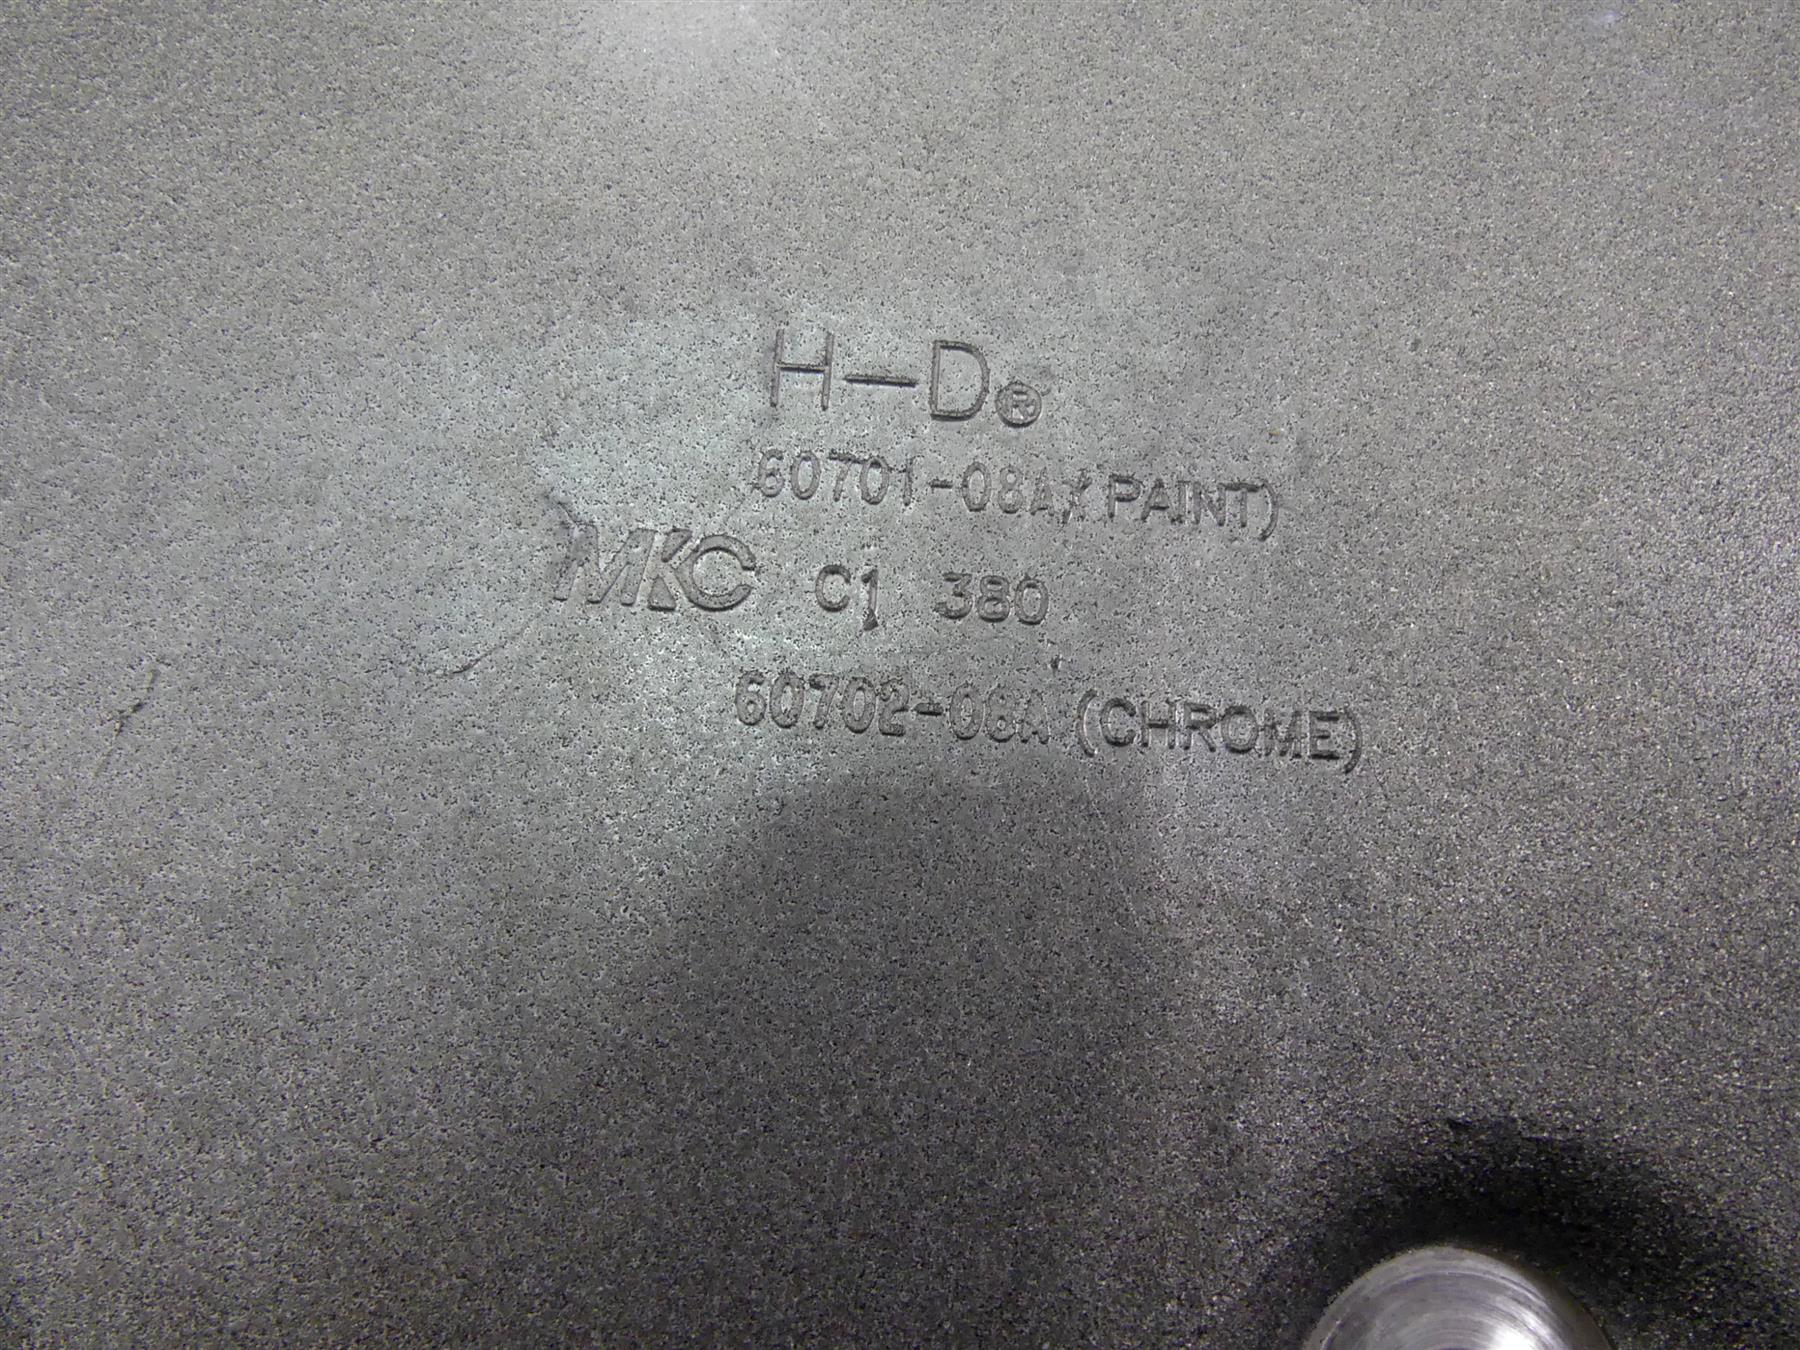 H-D®
60701-08A (PAINT)
MKC C1 380
60702-08A (CHROME)